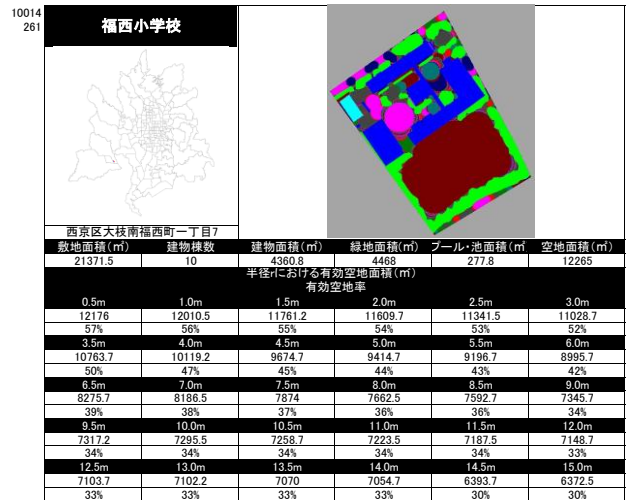 10014 福西小学校
261
西京区大枝南福西町一丁目7
敷地面積(㎡) 建物棟数 建物面積(㎡) 緑地面積(㎡) プール・池面積(㎡ 空地面積(㎡)
21371.5 10 4360.8 4468 277.8 12265
半径rにおける有効空地面積(㎡)
有効空地率
0.5m 1.0m 1.5m 2.0m 2.5m 3.0m
12176 12010.5 11761.2 11609.7 11341.5 11028.7
57% 56% 55% 54% 53% 52%
3.5m 4.0m 4.5m 5.0m 5.5m 6.0m
10763.7 10119.2 9674.7 9414.7 9196.7 8995.7
50% 47% 45% 44% 43% 42%
6.5m 7.0m 7.5m 8.0m 8.5m 9.0m
8275.7 8186.5 7874 7662.5 7592.7 7345.7
39% 38% 37% 36% 36% 34%
9.5m 10.0m 10.5m 11.0m 11.5m 12.0m
7317.2 7295.5 7258.7 7223.5 7187.5 7148.7
34% 34% 34% 34% 34% 33%
12.5m 13.0m 13.5m 14.0m 14.5m 15.0m
7103.7 7102.2 7070 7054.7 6393.7 6372.5
33% 33% 33% 33% 30% 30%